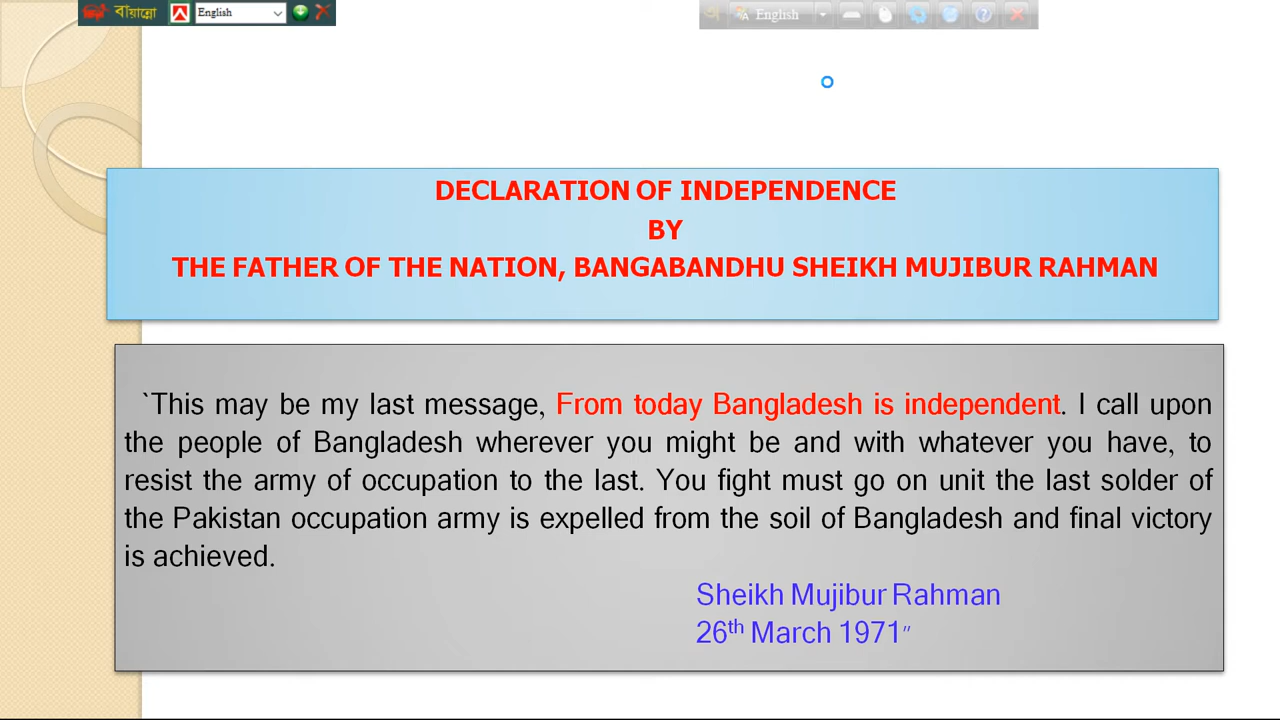 বায়ান্নো English
English
DECLARATION OF INDEPENDENCE
BY
THE FATHER OF THE NATION, BANGABANDHU SHEIKH MUJIBUR RAHMAN
`This may be my last message, From today Bangladesh is independent. I call upon
the people of Bangladesh wherever you might be and with whatever you have, to
resist the army of occupation to the last. You fight must go on unit the last solder of
the Pakistan occupation army is expelled from the soil of Bangladesh and final victory
is achieved.
Sheikh Mujibur Rahman
26th March 1971”